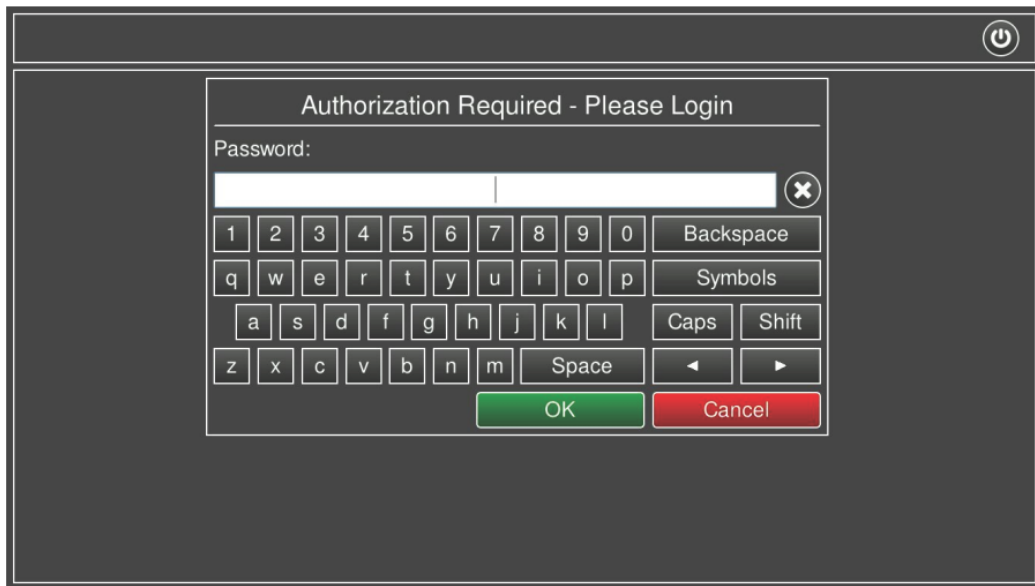 Authorization Required - Please Login
Password:
1 2 3 4 5 6 7 8 9 0 Backspace
q w e r t y u i o p Symbols
a s d f g h j k l Caps Shift
z x c v b n m Space ◄ ►
OK Cancel